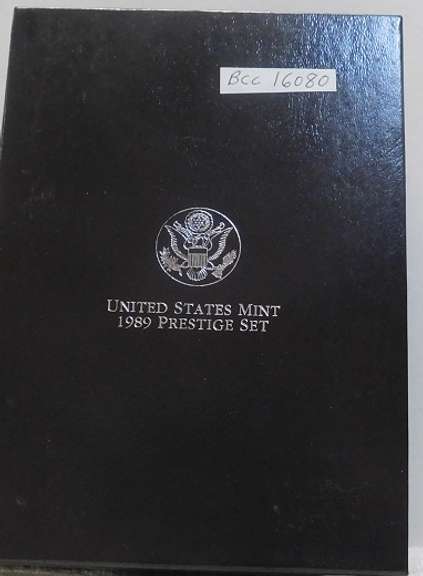 BCC 16080
UNITED STATES MINT
1989 PRESTIGE SET